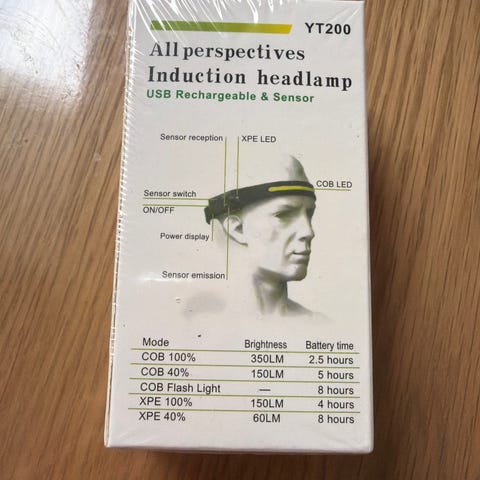 YT200
All perspectives
Induction headlamp
USB Rechargeable & Sensor
Sensor reception XPE LED
COB LED
Sensor switch
ON/OFF
Power display
Sensor emission
Mode Brightness Battery time
COB 100% 350LM 2.5 hours
COB 40% 150LM 5 hours
COB Flash Light — 8 hours
XPE 100% 150LM 4 hours
XPE 40% 60LM 8 hours